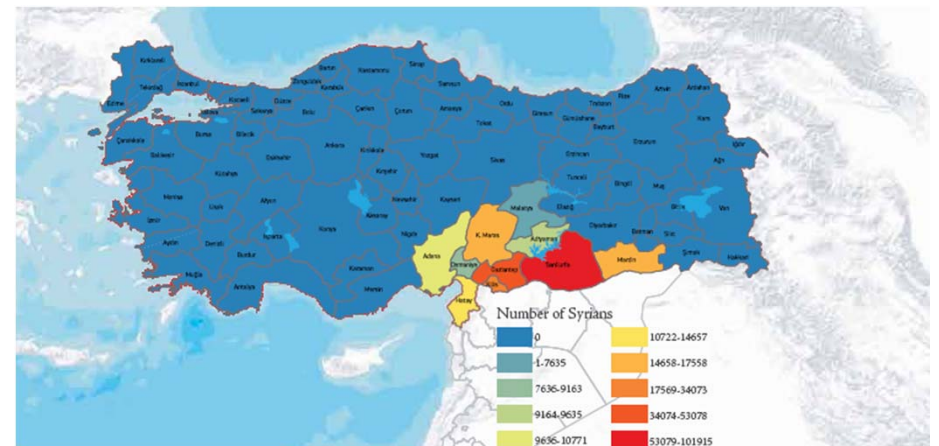 Kırklareli
Edirne
Tekirdağ
İstanbul
Kocaeli
Yalova
Sakarya
Düzce
Bolu
Zonguldak
Bartın
Karabük
Kastamonu
Sinop
Çankırı
Çorum
Samsun
Amasya
Ordu
Tokat
Giresun
Gümüşhane
Trabzon
Bayburt
Rize
Artvin
Ardahan
Kars
Iğdır
Ağrı
Erzurum
Erzincan
Çanakkale
Balıkesir
Bursa
Bilecik
Eskişehir
Kütahya
Ankara
Kırıkkale
Kırşehir
Yozgat
Sivas
Tunceli
Bingöl
Muş
Bitlis
Van
Manisa
Uşak
Afyon
İzmir
Aydın
Denizli
Isparta
Burdur
Muğla
Antalya
Konya
Aksaray
Nevşehir
Kayseri
Niğde
Karaman
Mersin
Adana
K. Maraş
Malatya
Elazığ
Adıyaman
Diyarbakır
Batman
Siirt
Şırnak
Hakkari
Osmaniye
Gaziantep
Kilis
Şanlıurfa
Mardin
Hatay
Number of Syrians
0
1-7635
7636-9163
9164-9635
9636-10771
10722-14657
14658-17558
17569-34073
34074-53078
53079-101915